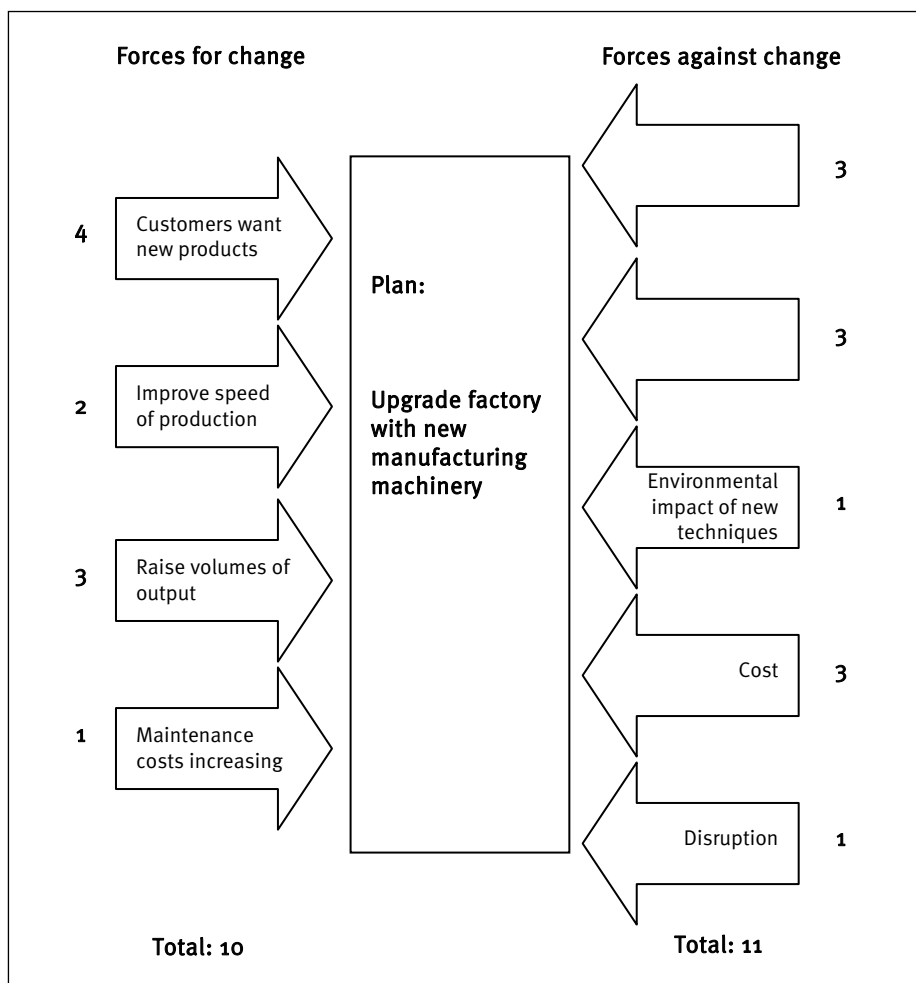 Forces for change
Forces against change
3
4
Customers want
new products
Plan:
3
2
Improve speed
of production
Upgrade factory
with new
manufacturing
machinery
Environmental
impact of new
techniques
1
3
Raise volumes of
output
Cost
3
1
Maintenance
costs increasing
Disruption
1
Total: 10
Total: 11